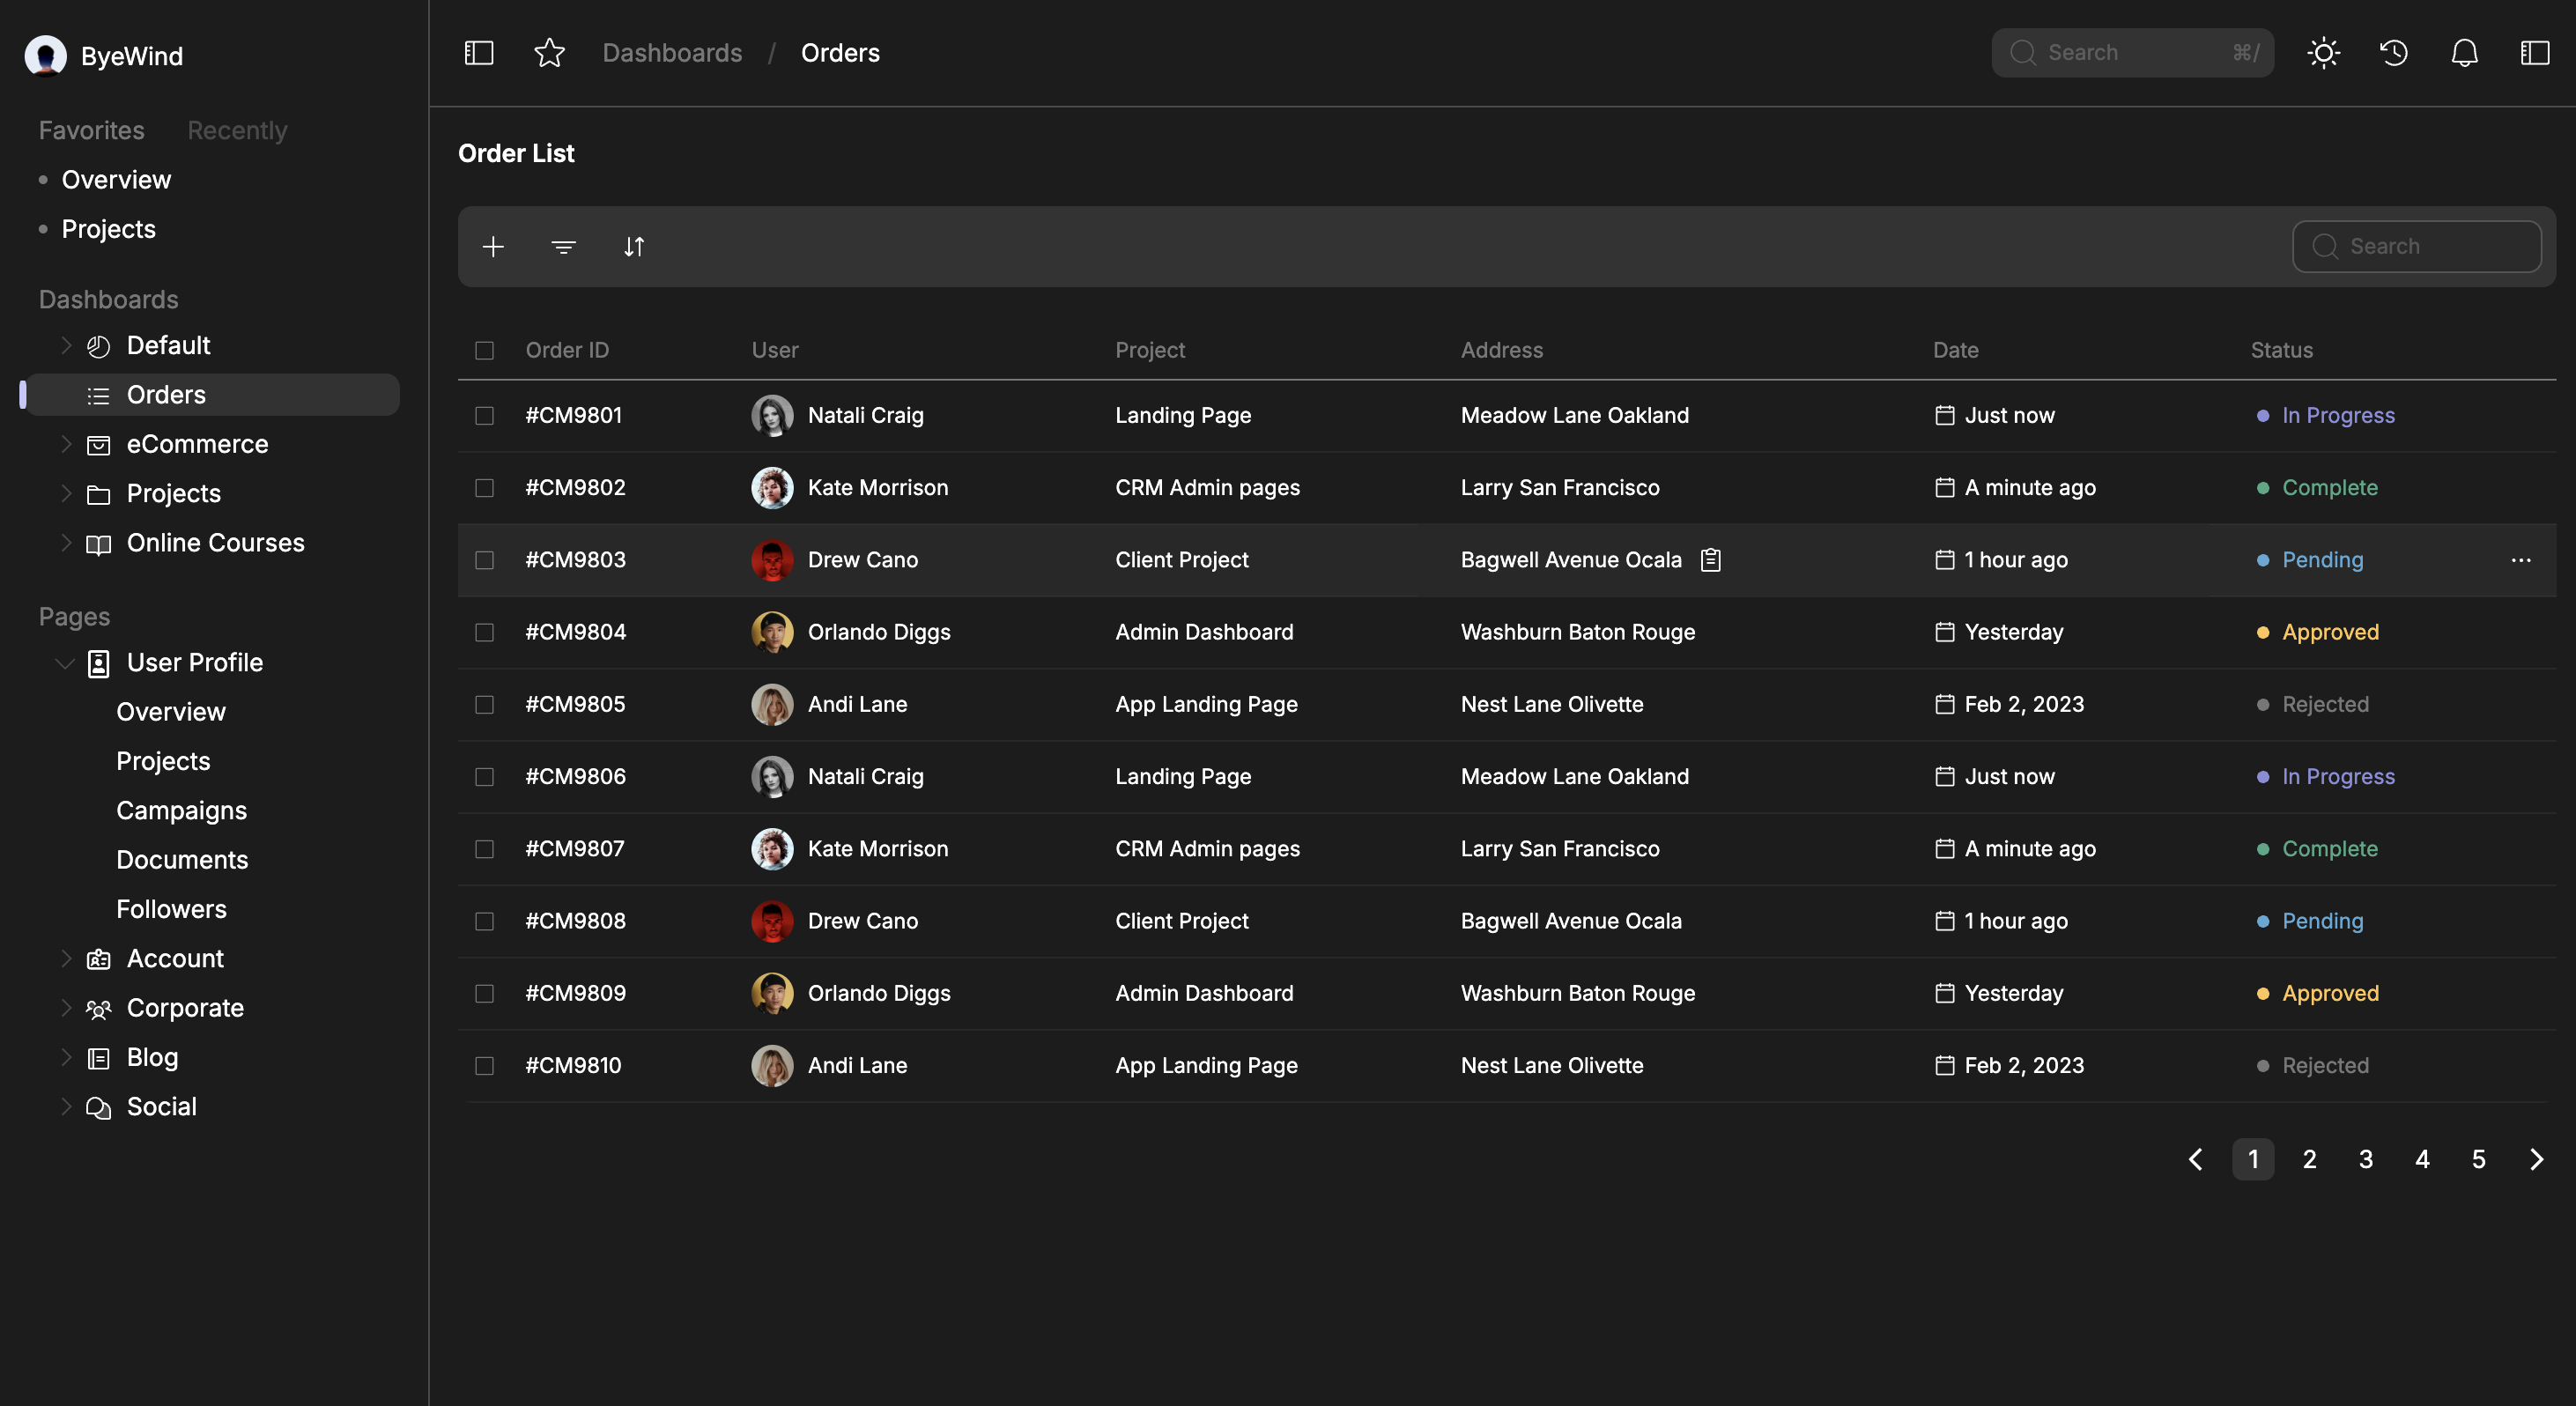 ByeWind
Favorites Recently
Overview
Projects
Dashboards
Default
Orders
eCommerce
Projects
Online Courses
Pages
User Profile
Overview
Projects
Campaigns
Documents
Followers
Account
Corporate
Blog
Social
Dashboards / Orders
Search ⌘/
Order List
Search
Order ID User Project Address Date Status
#CM9801 Natali Craig Landing Page Meadow Lane Oakland Just now In Progress
#CM9802 Kate Morrison CRM Admin pages Larry San Francisco A minute ago Complete
#CM9803 Drew Cano Client Project Bagwell Avenue Ocala 1 hour ago Pending
#CM9804 Orlando Diggs Admin Dashboard Washburn Baton Rouge Yesterday Approved
#CM9805 Andi Lane App Landing Page Nest Lane Olivette Feb 2, 2023 Rejected
#CM9806 Natali Craig Landing Page Meadow Lane Oakland Just now In Progress
#CM9807 Kate Morrison CRM Admin pages Larry San Francisco A minute ago Complete
#CM9808 Drew Cano Client Project Bagwell Avenue Ocala 1 hour ago Pending
#CM9809 Orlando Diggs Admin Dashboard Washburn Baton Rouge Yesterday Approved
#CM9810 Andi Lane App Landing Page Nest Lane Olivette Feb 2, 2023 Rejected
1 2 3 4 5